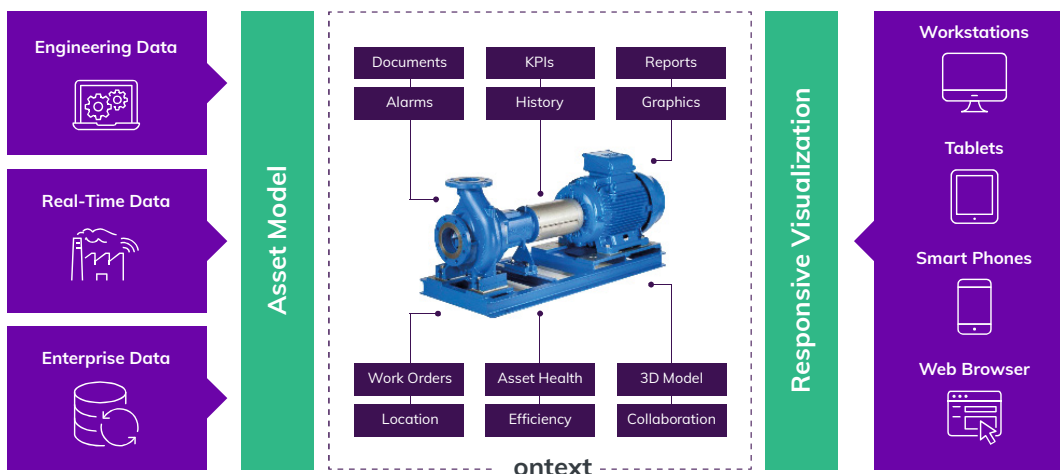 Engineering Data
Real-Time Data
Enterprise Data
Asset Model
Documents
Alarms
KPIs
History
Reports
Graphics
Work Orders
Location
Asset Health
Efficiency
3D Model
Collaboration
ontext
Responsive Visualization
Workstations
Tablets
Smart Phones
Web Browser